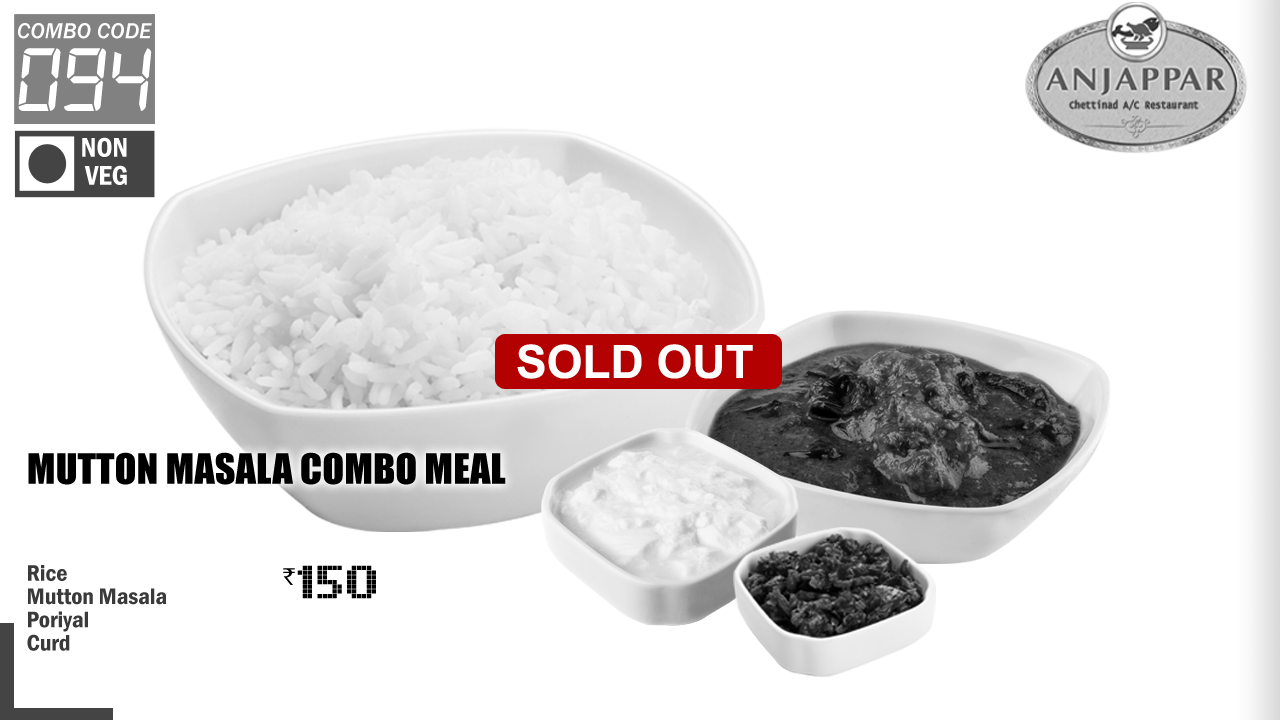 COMBO CODE
094
NON
VEG
ANJAPPAR
Chettinad A/C Restaurant
SOLD OUT
MUTTON MASALA COMBO MEAL
Rice
Mutton Masala
Poriyal
Curd
₹150